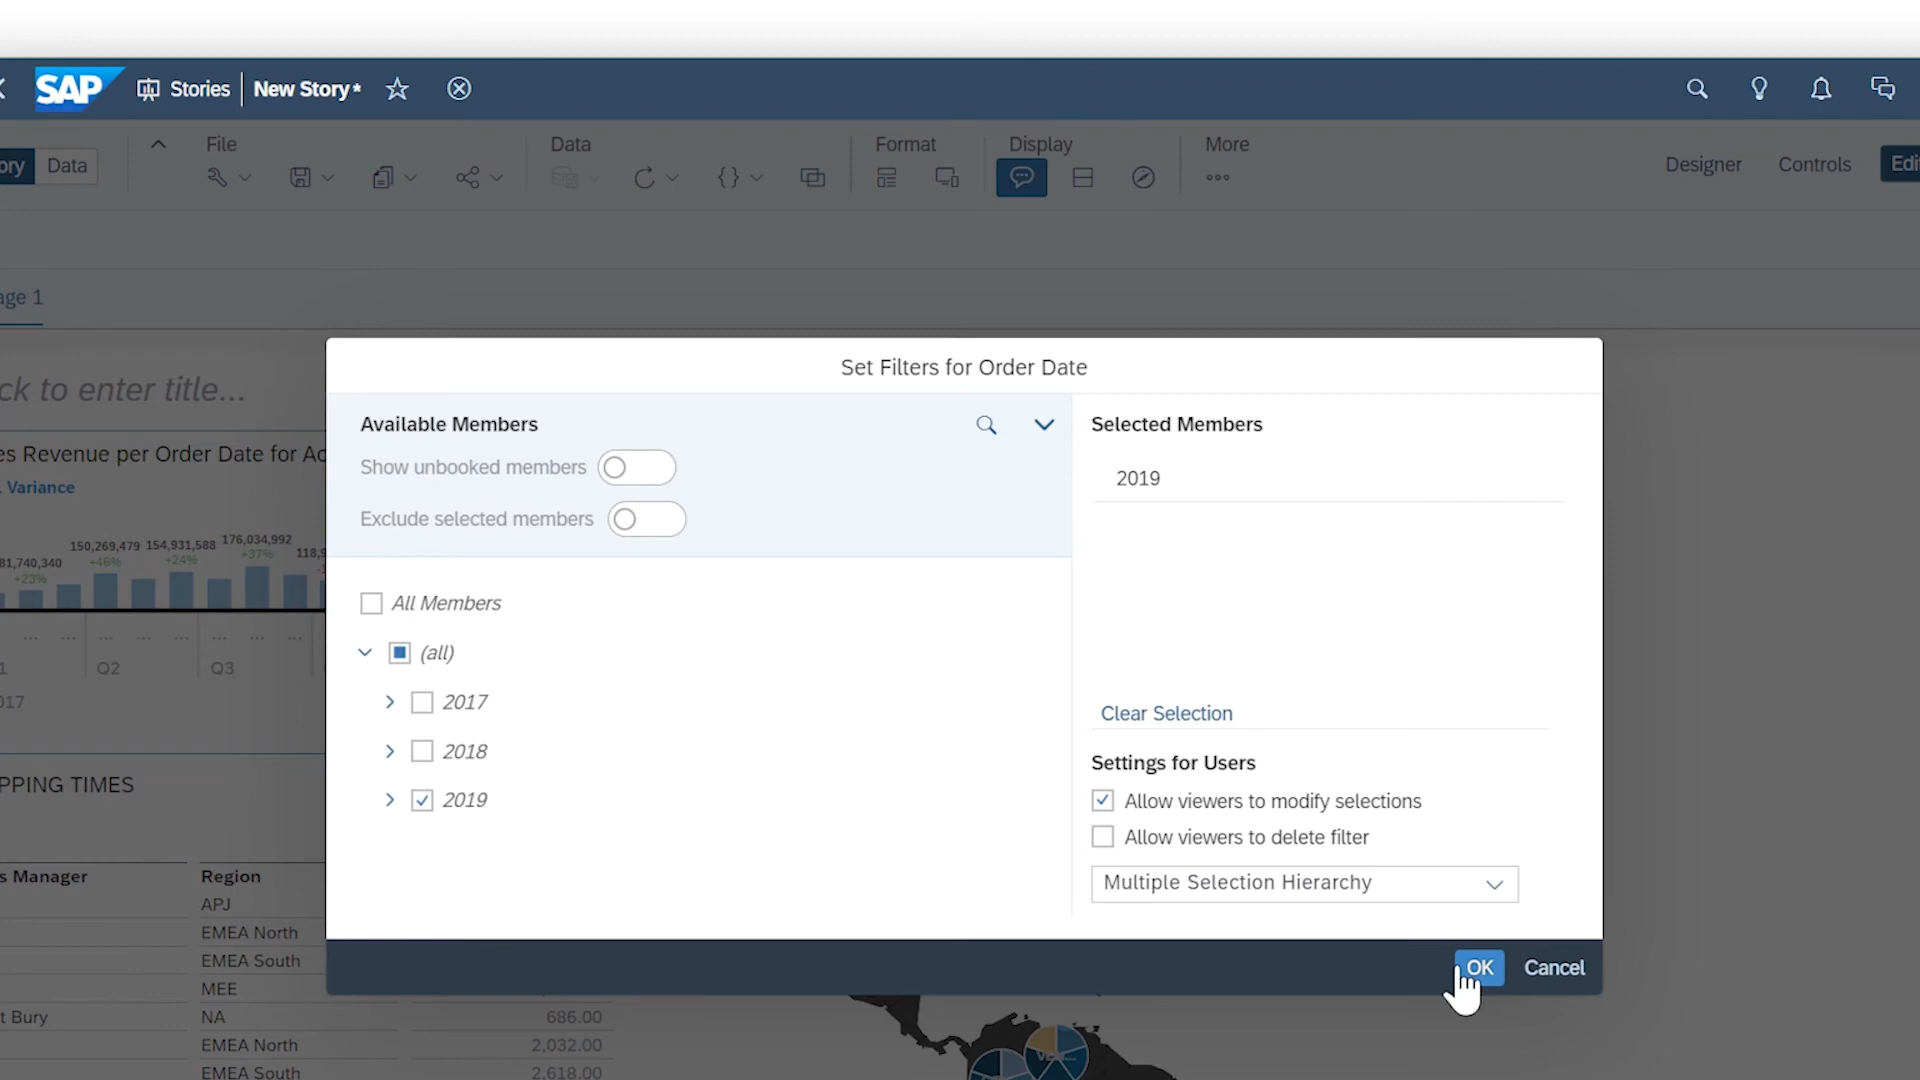 SAP Stories New Story*
File Data Format Display More
ory Data Designer Controls Edi
age 1
ck to enter title...
es Revenue per Order Date for Ac
Variance
81,740,340 150,269,479 154,931,588 176,034,992 118,9
+23% +46% +24% +37%
... ... ... ... ... ... ... ...
1 Q2 Q3
017
PPING TIMES
s Manager Region
APJ
EMEA North
EMEA South
MEE
t Bury NA 686.00
EMEA North 2,032.00
EMEA South 2,618.00
Set Filters for Order Date
Available Members
Show unbooked members
Exclude selected members
All Members
(all)
2017
2018
2019
Selected Members
2019
Clear Selection
Settings for Users
Allow viewers to modify selections
Allow viewers to delete filter
Multiple Selection Hierarchy
OK Cancel